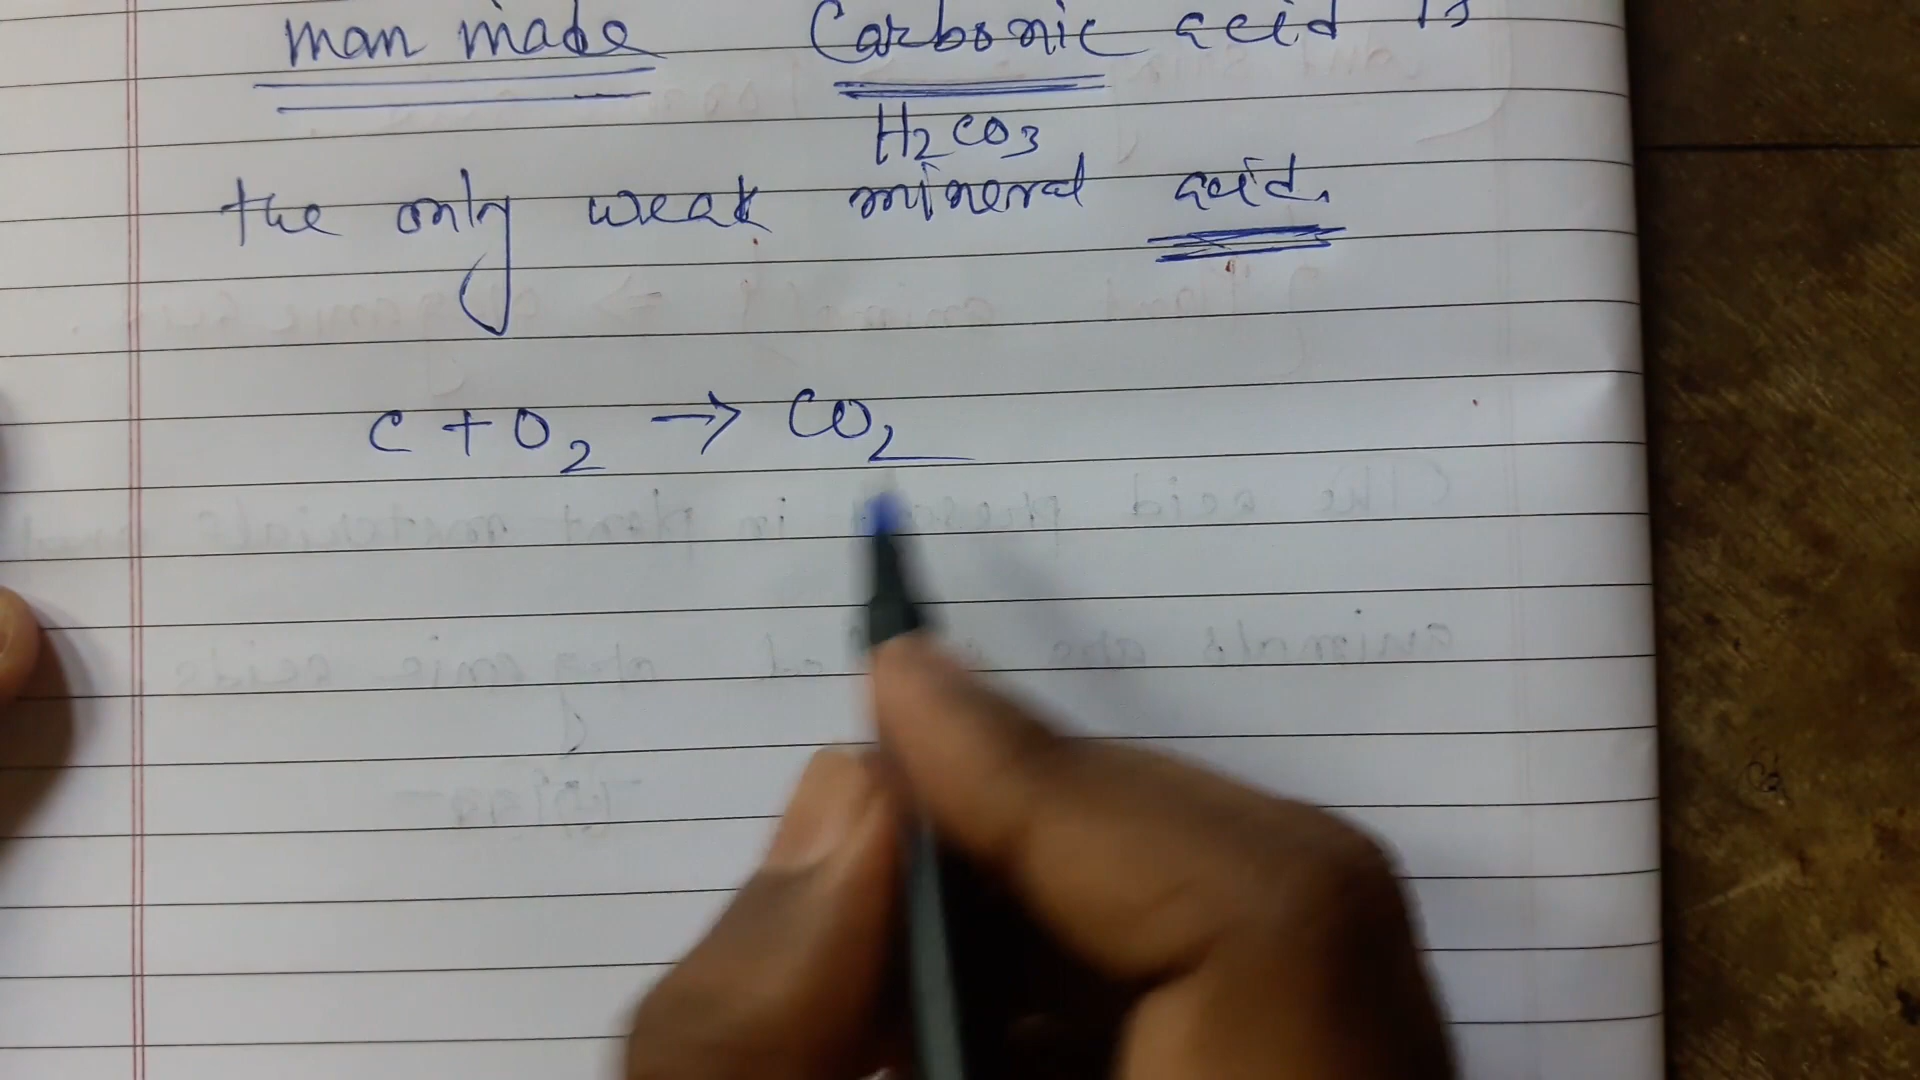 man made Carbonic acid is
H2CO3
the only weak mineral acid.
C + O2 → CO2